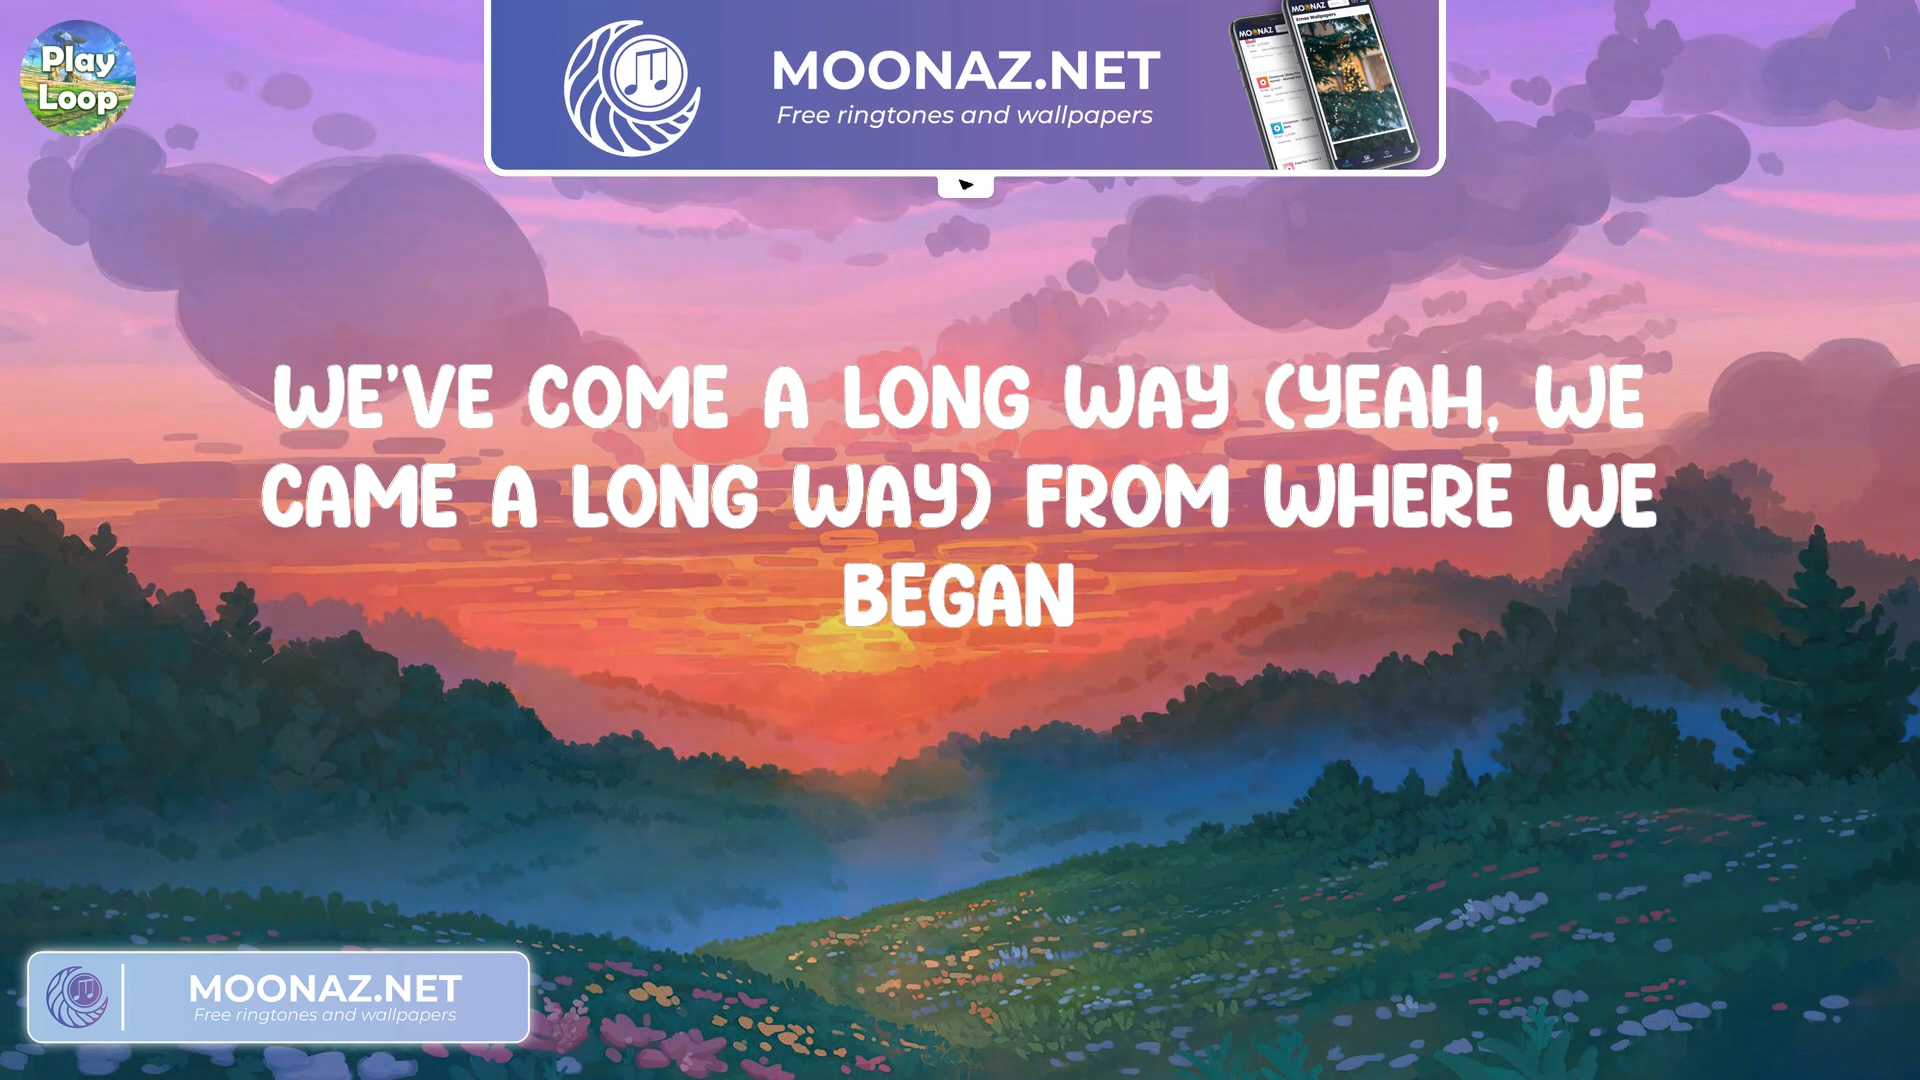 Play
Loop
MOONAZ.NET
Free ringtones and wallpapers
WE'VE COME A LONG WAY (YEAH, WE
CAME A LONG WAY) FROM WHERE WE
BEGAN
MOONAZ.NET
Free ringtones and wallpapers